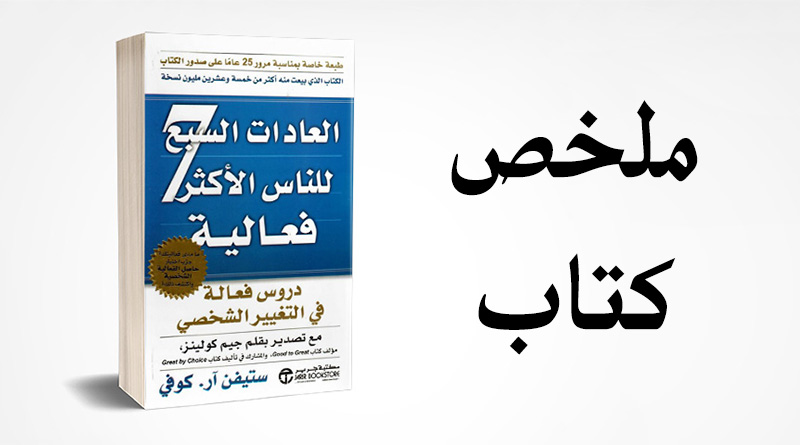 ملخص
كتاب
طبعة خاصة بمناسبة مرور 25 عامًا على صدور الكتاب
الكتاب الذي بيعت منه أكثر من خمسة وعشرين مليون نسخة
العادات السبع
7
للناس الأكثر
فعالية
دروس فعالة
في التغيير الشخصي
مع تصدير بقلم جيم كولينز،
مؤلف كتاب Good to Great، والمشارك في تأليف كتاب Great by Choice
ستيفن آر. كوفي
مكتبة جرير
JARIR BOOKSTORE